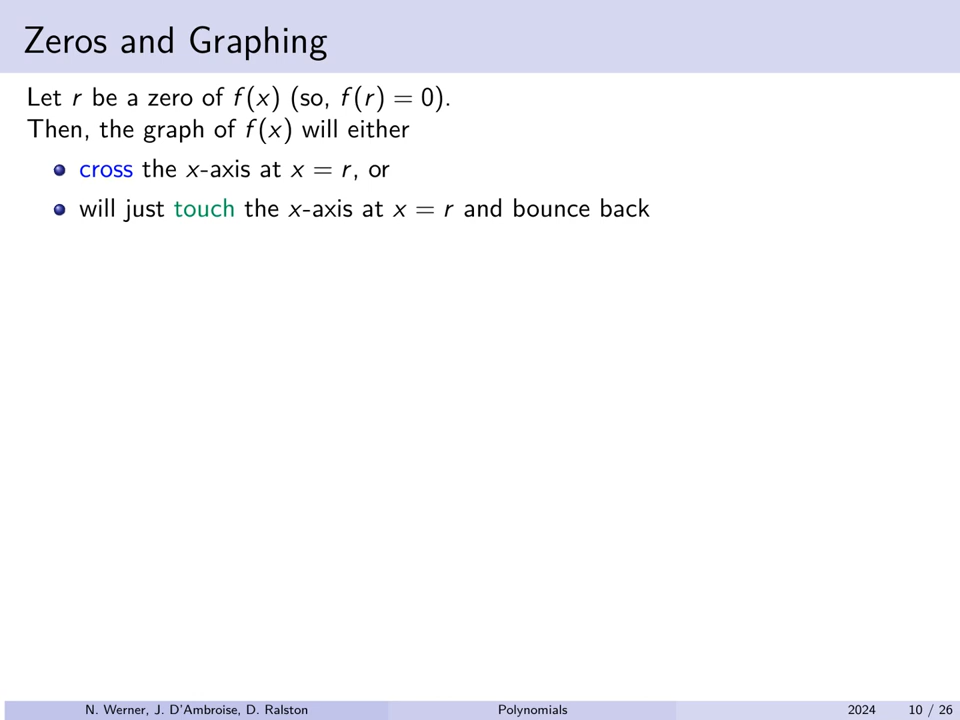 Zeros and Graphing
Let r be a zero of f(x) (so, f(r) = 0).
Then, the graph of f(x) will either
cross the x-axis at x = r, or
will just touch the x-axis at x = r and bounce back
N. Werner, J. D'Ambroise, D. Ralston Polynomials 2024 10 / 26